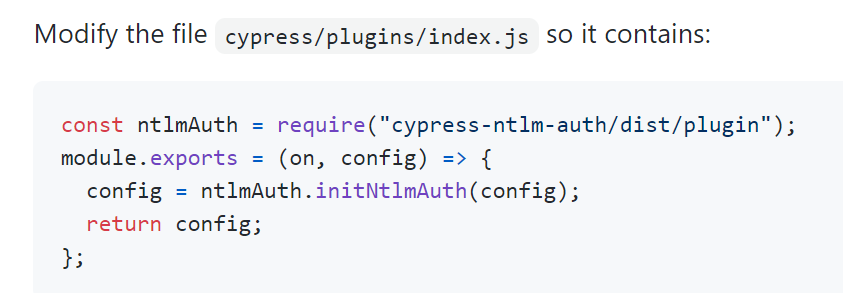 Modify the file cypress/plugins/index.js so it contains:
const ntlmAuth = require("cypress-ntlm-auth/dist/plugin");
module.exports = (on, config) => {
  config = ntlmAuth.initNtlmAuth(config);
  return config;
};